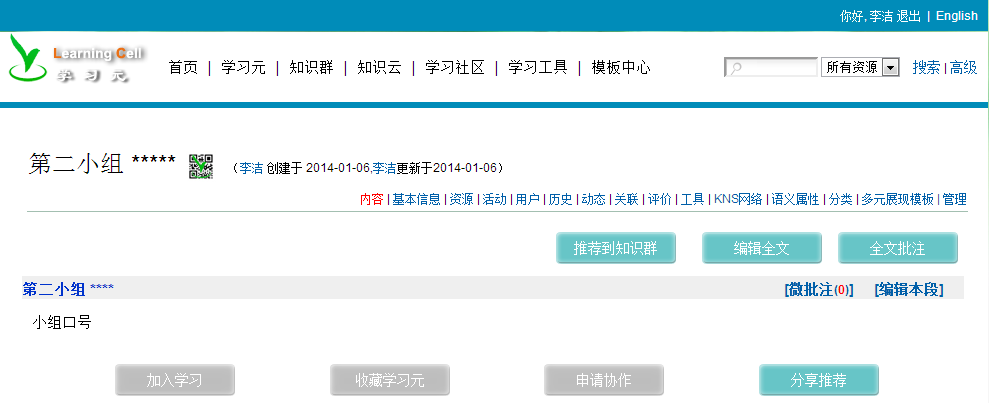 你好, 李洁 退出 | English
Learning Cell
学习元
首页 | 学习元 | 知识群 | 知识云 | 学习社区 | 学习工具 | 模板中心
所有资源 搜索 | 高级
第二小组 ***** （李洁 创建于 2014-01-06,李洁更新于2014-01-06）
内容 | 基本信息 | 资源 | 活动 | 用户 | 历史 | 动态 | 关联 | 评价 | 工具 | KNS网络 | 语义属性 | 分类 | 多元展现模板 | 管理
推荐到知识群 编辑全文 全文批注
第二小组 **** [微批注(0)] [编辑本段]
小组口号
加入学习 收藏学习元 申请协作 分享推荐